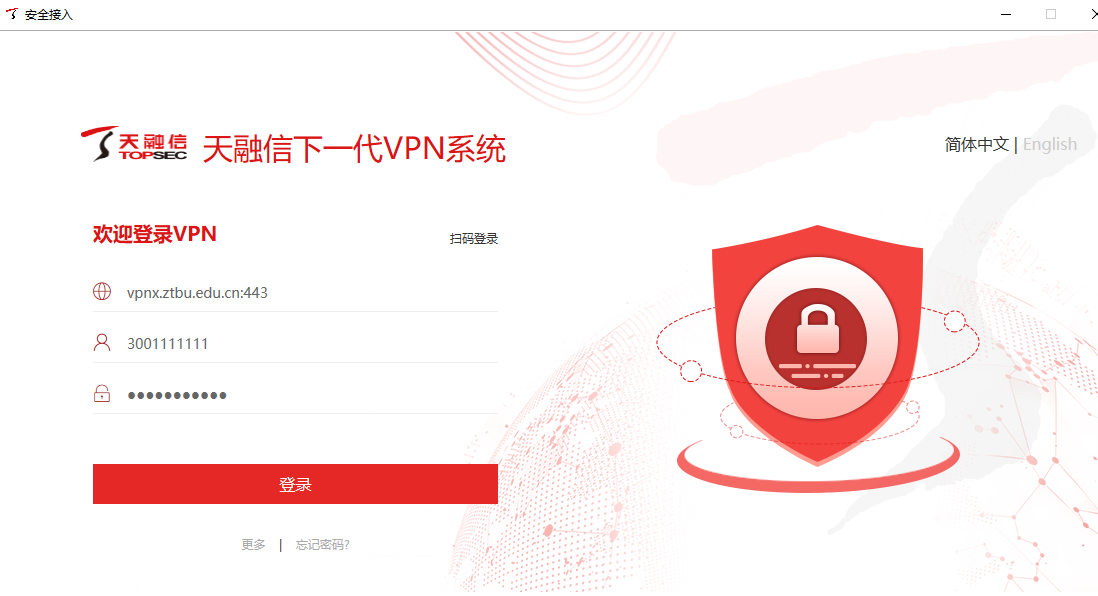 安全接入
天融信 TOPSEC 天融信下一代VPN系统
简体中文 | English
欢迎登录VPN
扫码登录
vpnx.ztbu.edu.cn:443
3001111111
●●●●●●●●●●●
登录
更多 | 忘记密码?